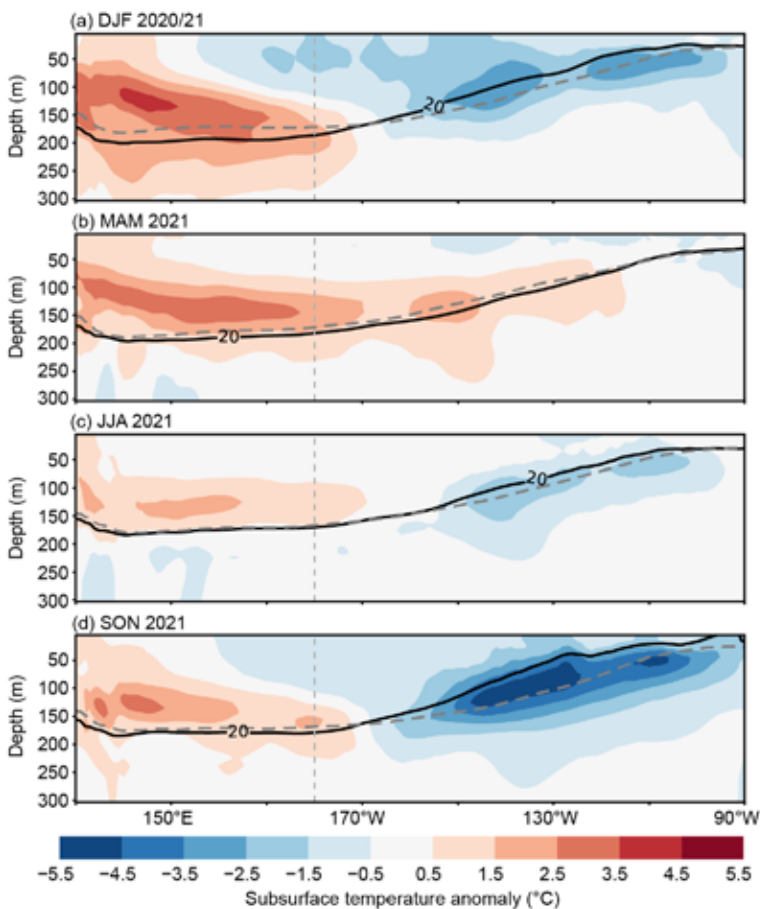 (a) DJF 2020/21
50
100
150
200
250
300
Depth (m)
20
(b) MAM 2021
50
100
150
200
250
300
Depth (m)
20
(c) JJA 2021
50
100
150
200
250
300
Depth (m)
20
(d) SON 2021
50
100
150
200
250
300
Depth (m)
20
150°E 170°W 130°W 90°W
−5.5 −4.5 −3.5 −2.5 −1.5 −0.5 0.5 1.5 2.5 3.5 4.5 5.5
Subsurface temperature anomaly (°C)